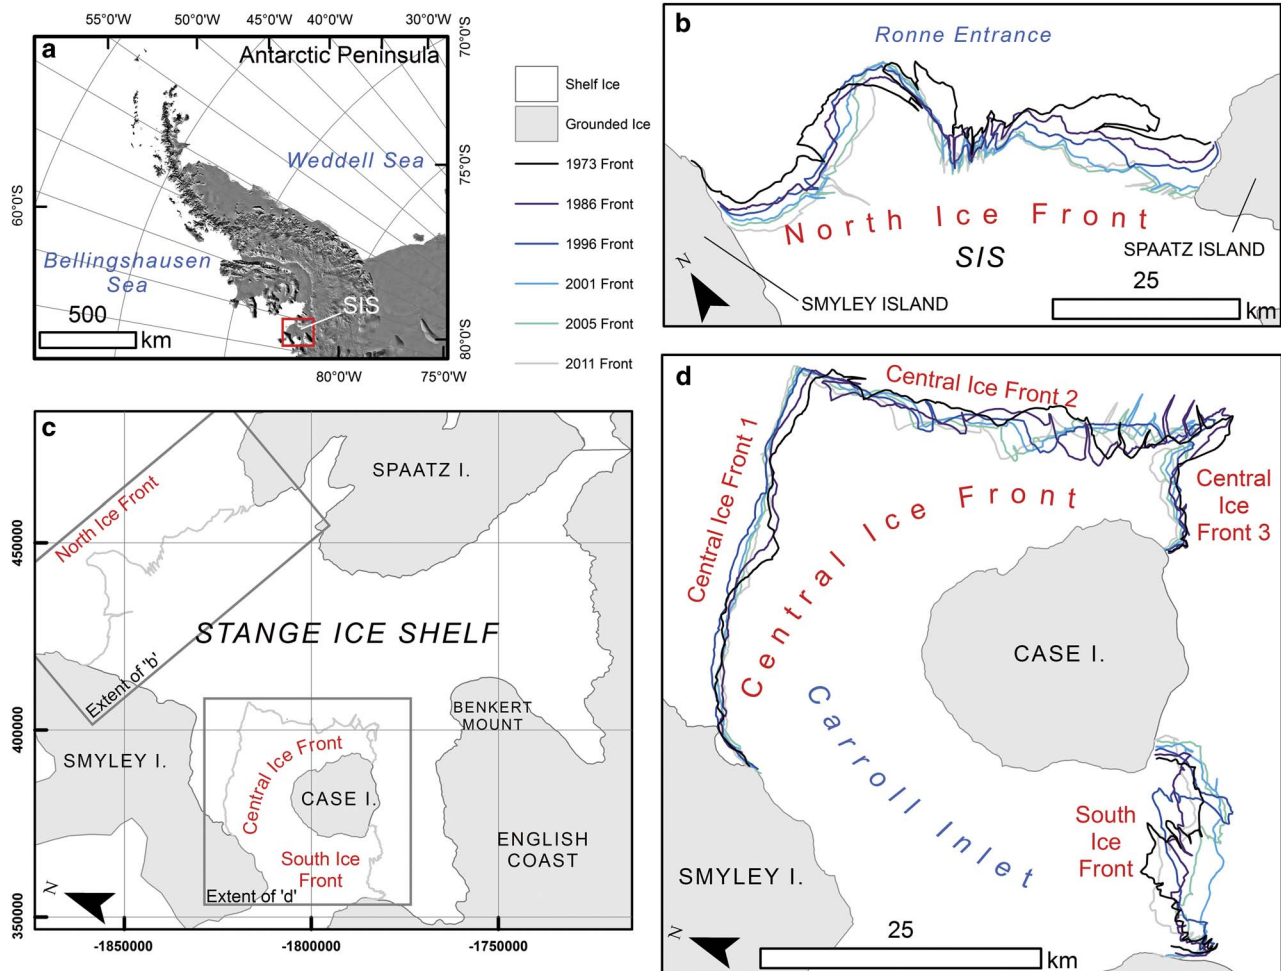 55°0'W
50°0'W
45°0'W
40°0'W
30°0'W
70°0'S
a
Antarctic Peninsula
Weddell Sea
75°0'S
60°0'S
Bellingshausen
Sea
SIS
500
km
80°0'S
80°0'W
75°0'W
Shelf Ice
Grounded Ice
1973 Front
1986 Front
1996 Front
2001 Front
2005 Front
2011 Front
b
Ronne Entrance
North Ice Front
SIS
SPAATZ ISLAND
SMYLEY ISLAND
N
25
km
c
SPAATZ I.
North Ice Front
450000
STANGE ICE SHELF
Extent of 'b'
BENKERT
MOUNT
400000
SMYLEY I.
Central Ice Front
CASE I.
ENGLISH
COAST
South Ice
Front
Extent of 'd'
N
350000
-1850000
-1800000
-1750000
d
Central Ice Front 2
Central Ice Front 1
Central Ice Front
Central
Ice
Front 3
CASE I.
Carroll Inlet
South
Ice
Front
SMYLEY I.
N
25
km